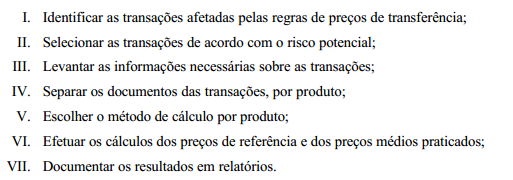 I. Identificar as transações afetadas pelas regras de preços de transferência;
II. Selecionar as transações de acordo com o risco potencial;
III. Levantar as informações necessárias sobre as transações;
IV. Separar os documentos das transações, por produto;
V. Escolher o método de cálculo por produto;
VI. Efetuar os cálculos dos preços de referência e dos preços médios praticados;
VII. Documentar os resultados em relatórios.